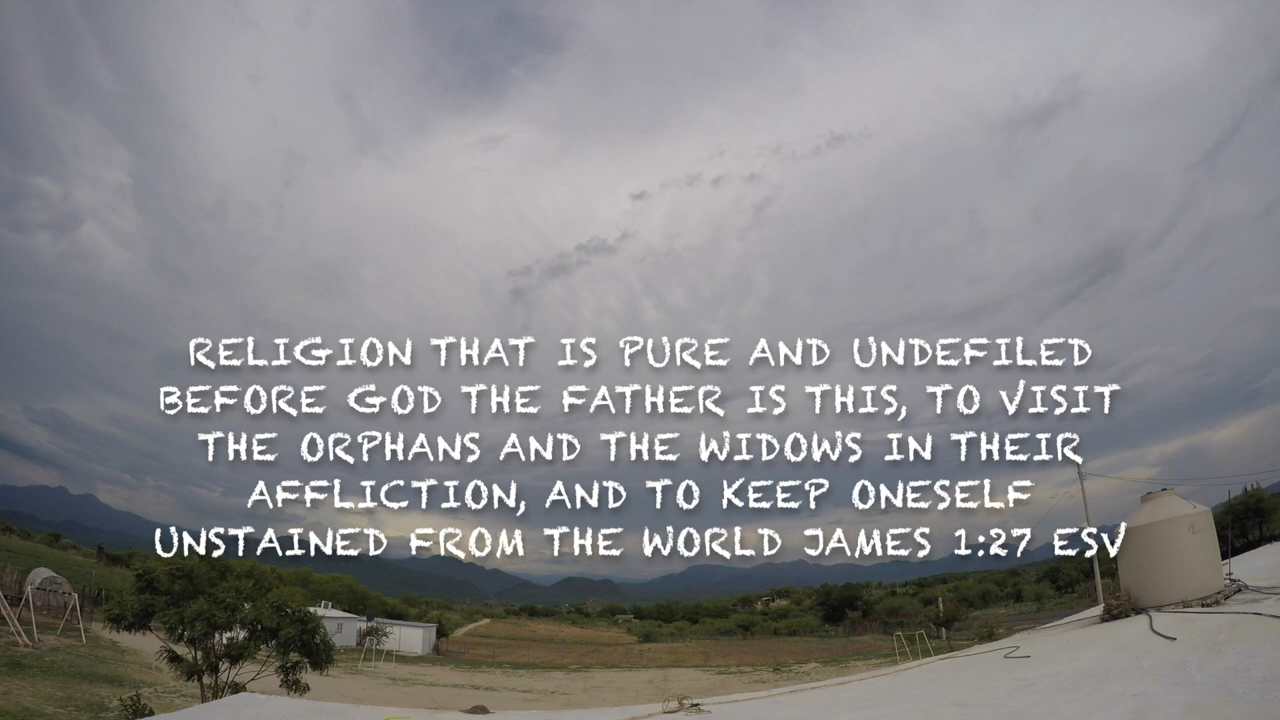 RELIGION THAT IS PURE AND UNDEFILED
BEFORE GOD THE FATHER IS THIS, TO VISIT
THE ORPHANS AND THE WIDOWS IN THEIR
AFFLICTION, AND TO KEEP ONESELF
UNSTAINED FROM THE WORLD JAMES 1:27 ESV